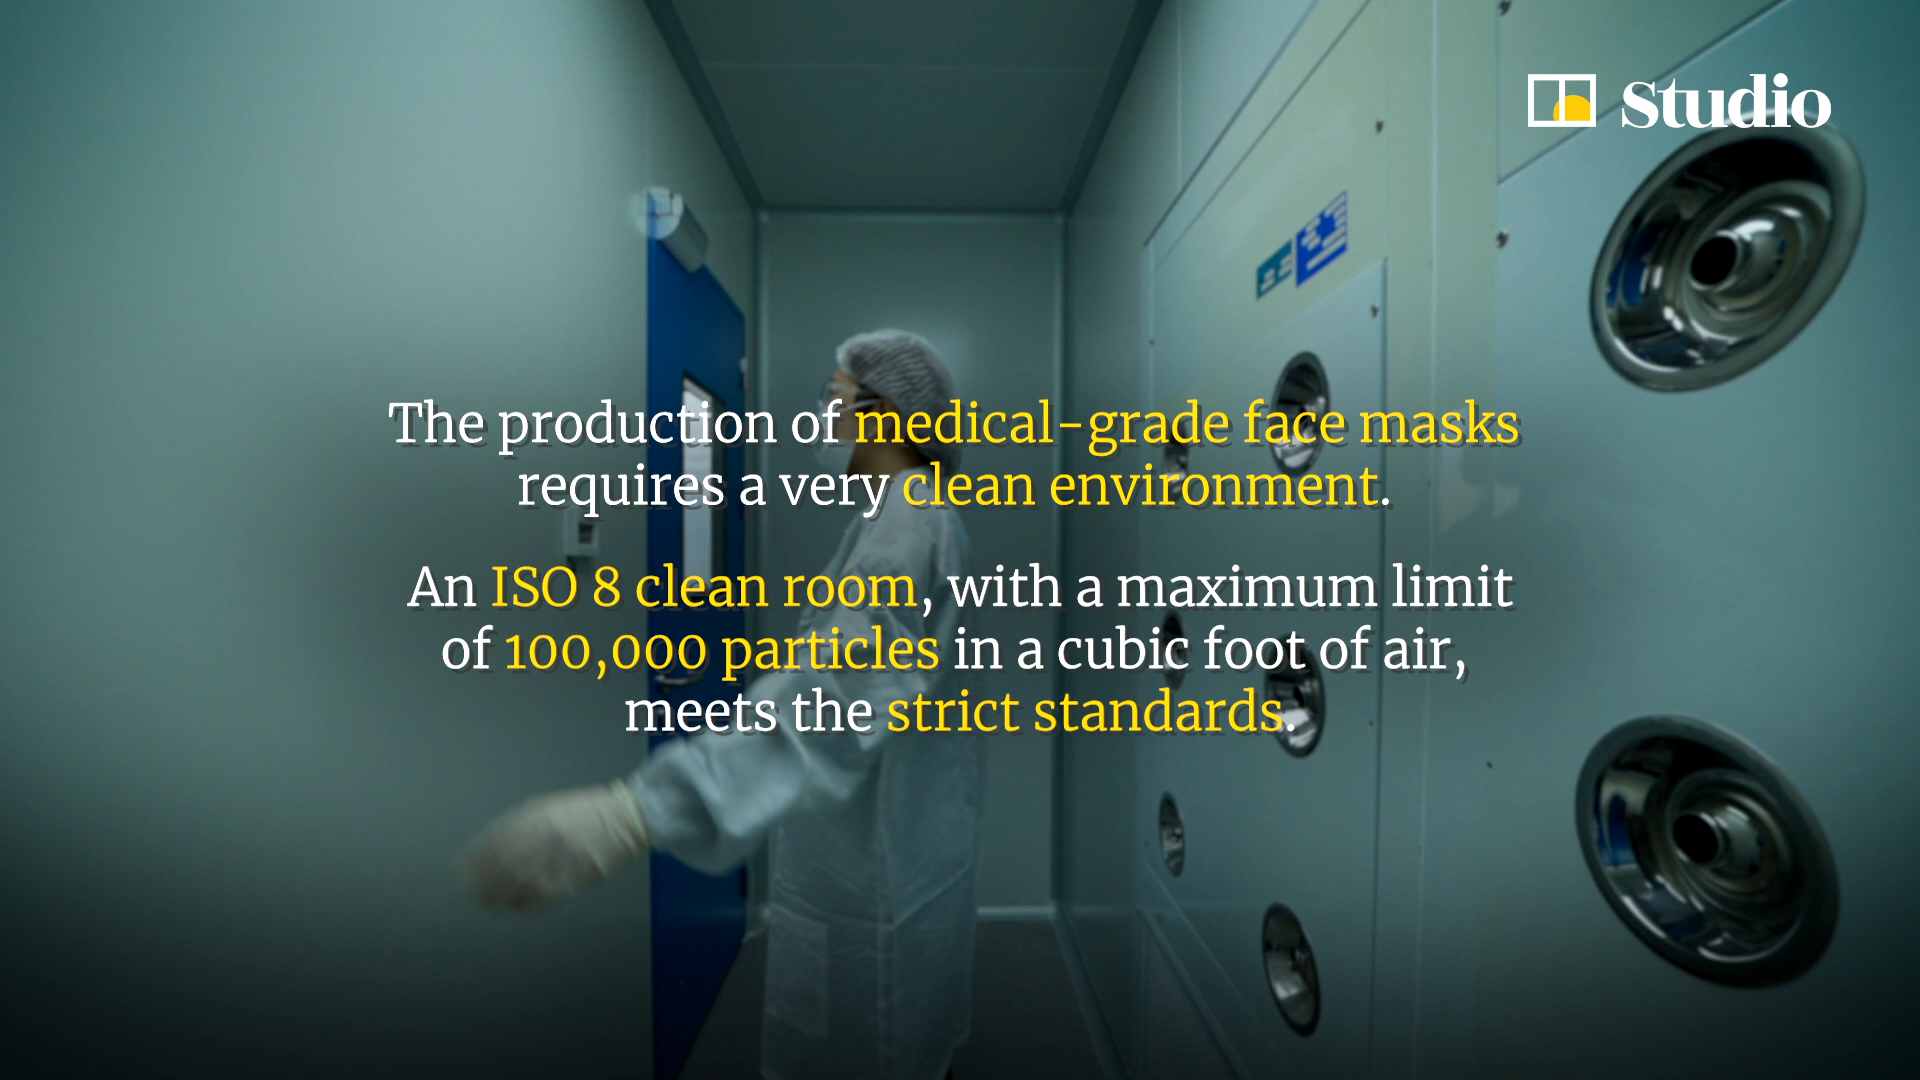 Studio
The production of medical-grade face masks
requires a very clean environment.
An ISO 8 clean room, with a maximum limit
of 100,000 particles in a cubic foot of air,
meets the strict standards.